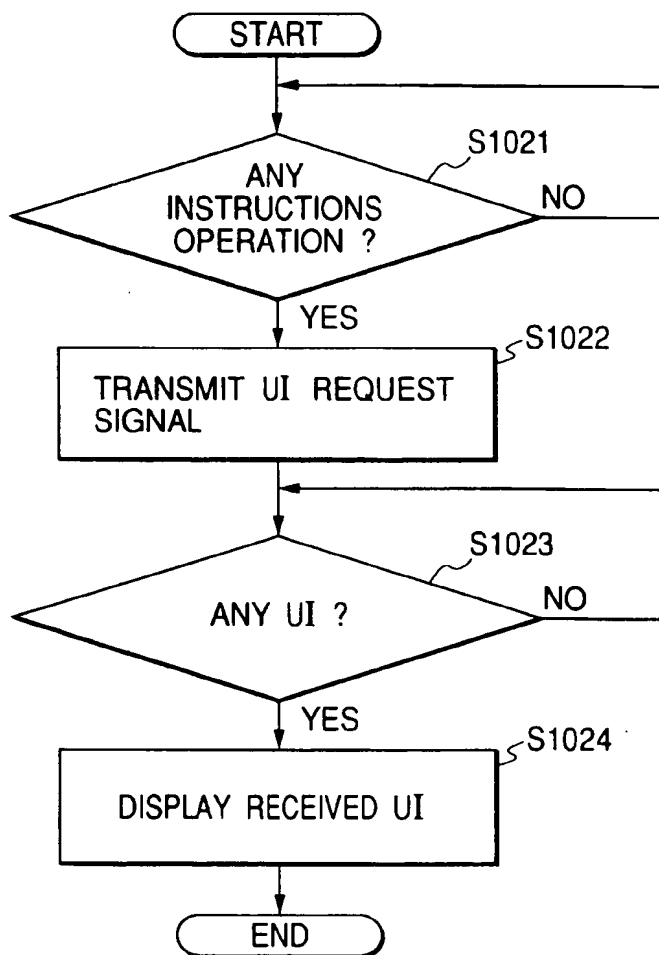 START
S1021
ANY
INSTRUCTIONS
OPERATION ?
NO
YES
S1022
TRANSMIT UI REQUEST
SIGNAL
S1023
ANY UI ?
NO
YES
S1024
DISPLAY RECEIVED UI
END